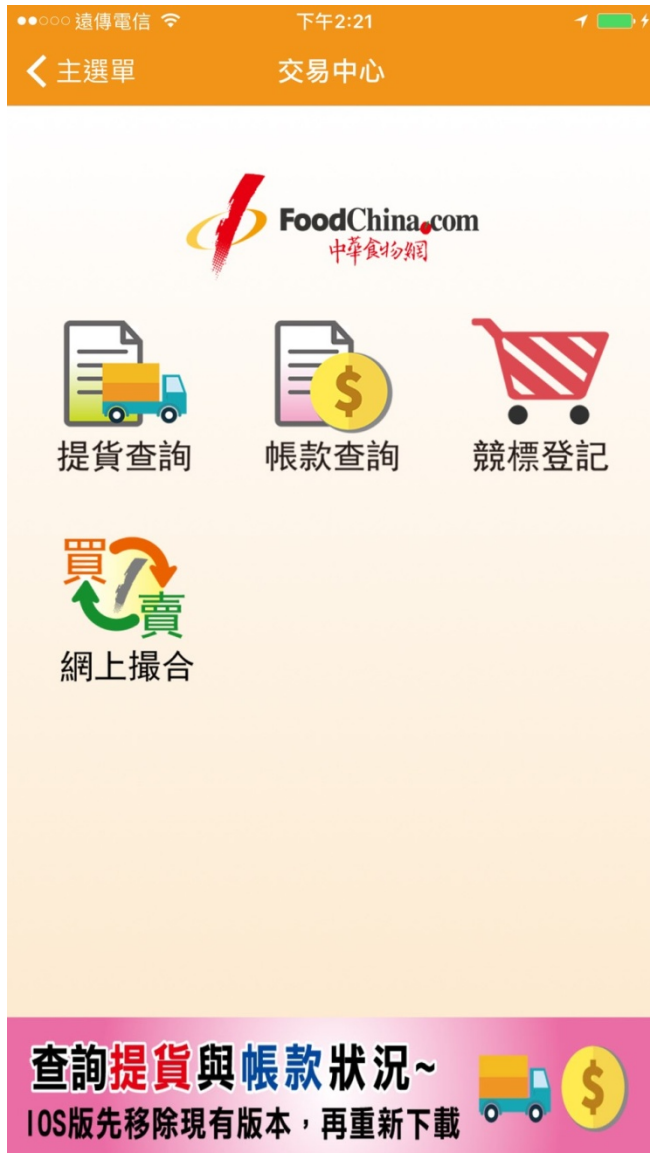 遠傳電信 下午2:21
主選單 交易中心
FoodChina.com
中華食物網
$
提貨查詢 帳款查詢 競標登記
買
賣
網上撮合
查詢提貨與帳款狀況~
$
IOS版先移除現有版本，再重新下載